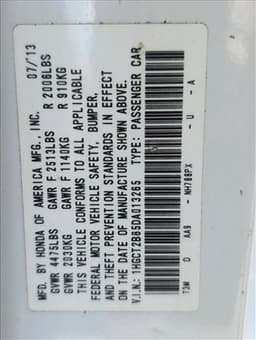 MFD. BY HONDA OF AMERICA MFG., INC. 07/'13
GVWR 4475LBS GAWR F 2513LBS R 2006LBS
GVWR 2030KG GAWR F 1140KG R 910KG
THIS VEHICLE CONFORMS TO ALL APPLICABLE
FEDERAL MOTOR VEHICLE SAFETY, BUMPER,
AND THEFT PREVENTION STANDARDS IN EFFECT
ON THE DATE OF MANUFACTURE SHOWN ABOVE.
V.I.N.: 1HGCT2B85DA013265 TYPE: PASSENGER CAR
T3M D AA9 - NH788PX - U - A